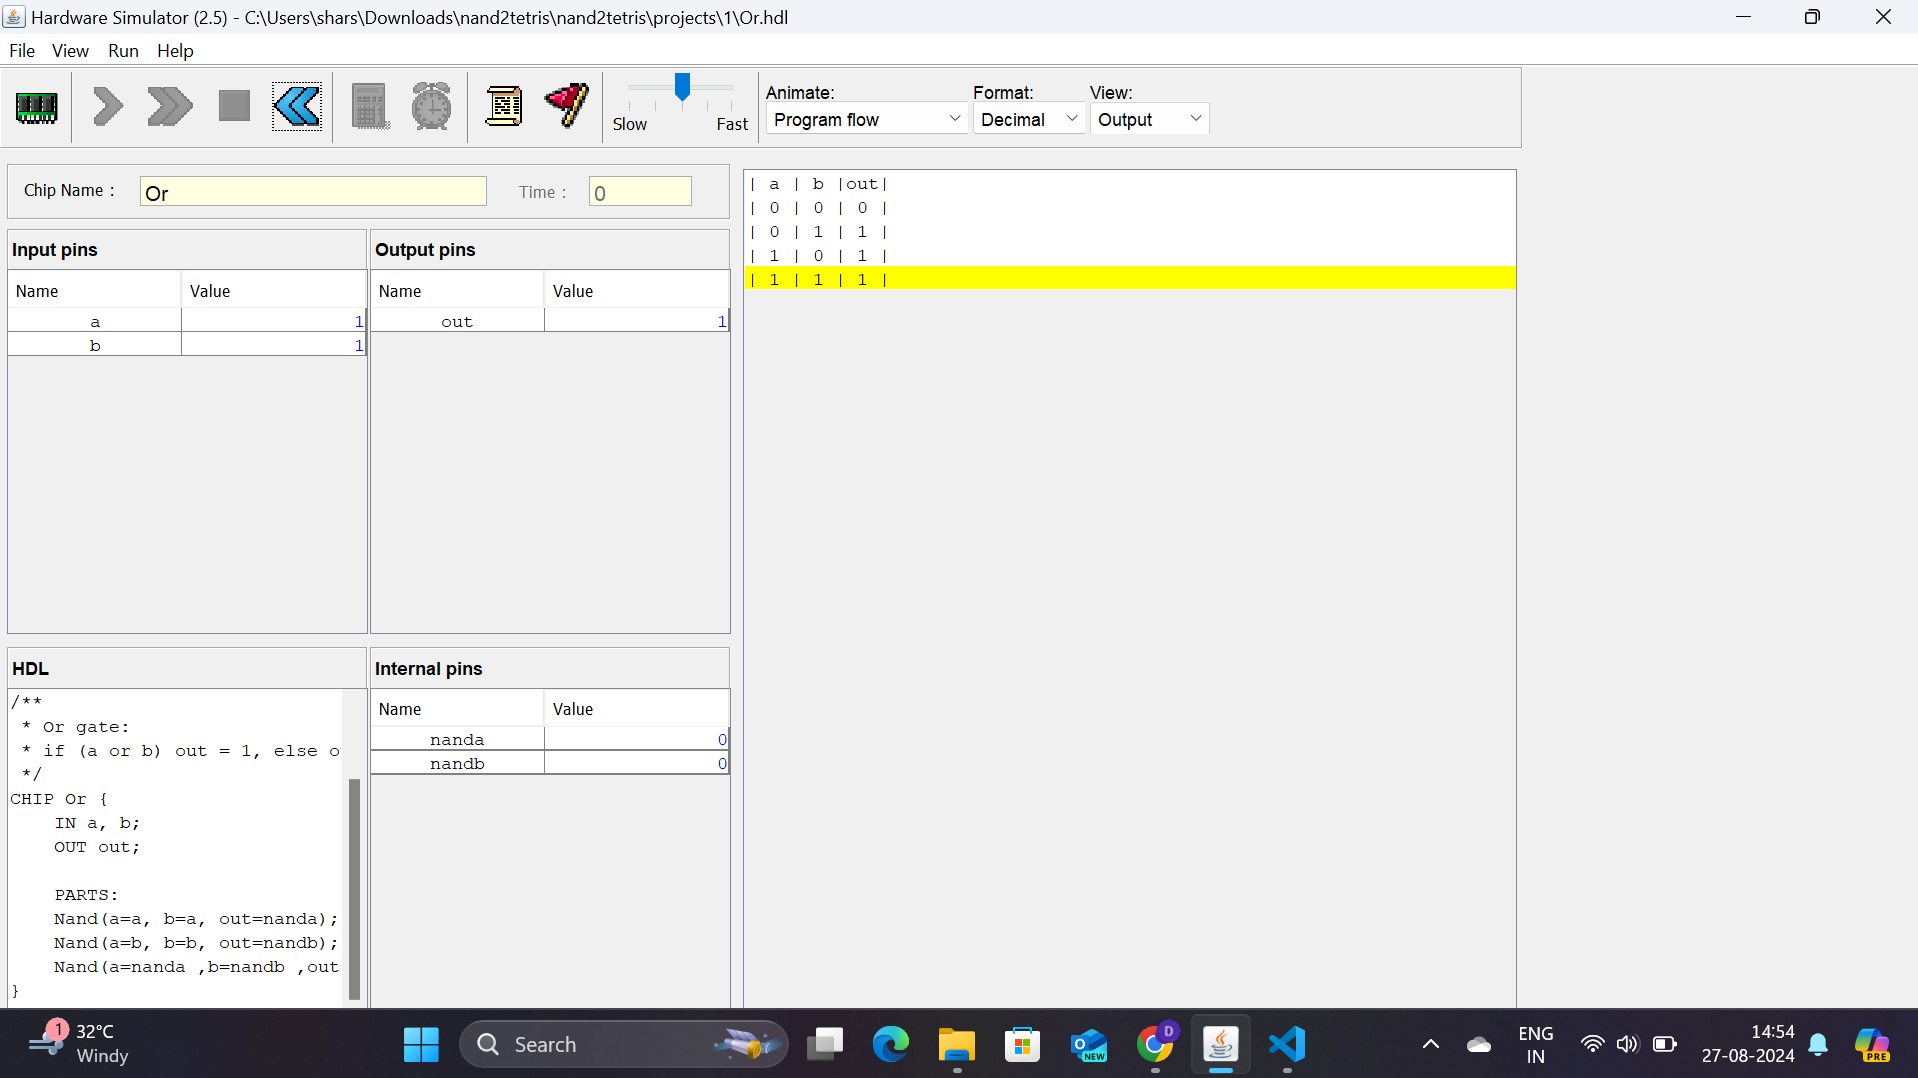 Hardware Simulator (2.5) - C:\Users\shars\Downloads\nand2tetris\nand2tetris\projects\1\Or.hdl
File View Run Help
Slow Fast
Animate:
Program flow
Format:
Decimal
View:
Output
Chip Name :
Or
Time :
0
Input pins
Name Value
a 1
b 1
Output pins
Name Value
out 1
| a | b |out|
| 0 | 0 | 0 |
| 0 | 1 | 1 |
| 1 | 0 | 1 |
| 1 | 1 | 1 |
HDL
/**
* Or gate:
* if (a or b) out = 1, else o
*/
CHIP Or {
IN a, b;
OUT out;
PARTS:
Nand(a=a, b=a, out=nanda);
Nand(a=b, b=b, out=nandb);
Nand(a=nanda ,b=nandb ,out
}
Internal pins
Name Value
nanda 0
nandb 0
1
32°C
Windy
Search
O
NEW
D
ENG
IN
14:54
27-08-2024
PRE